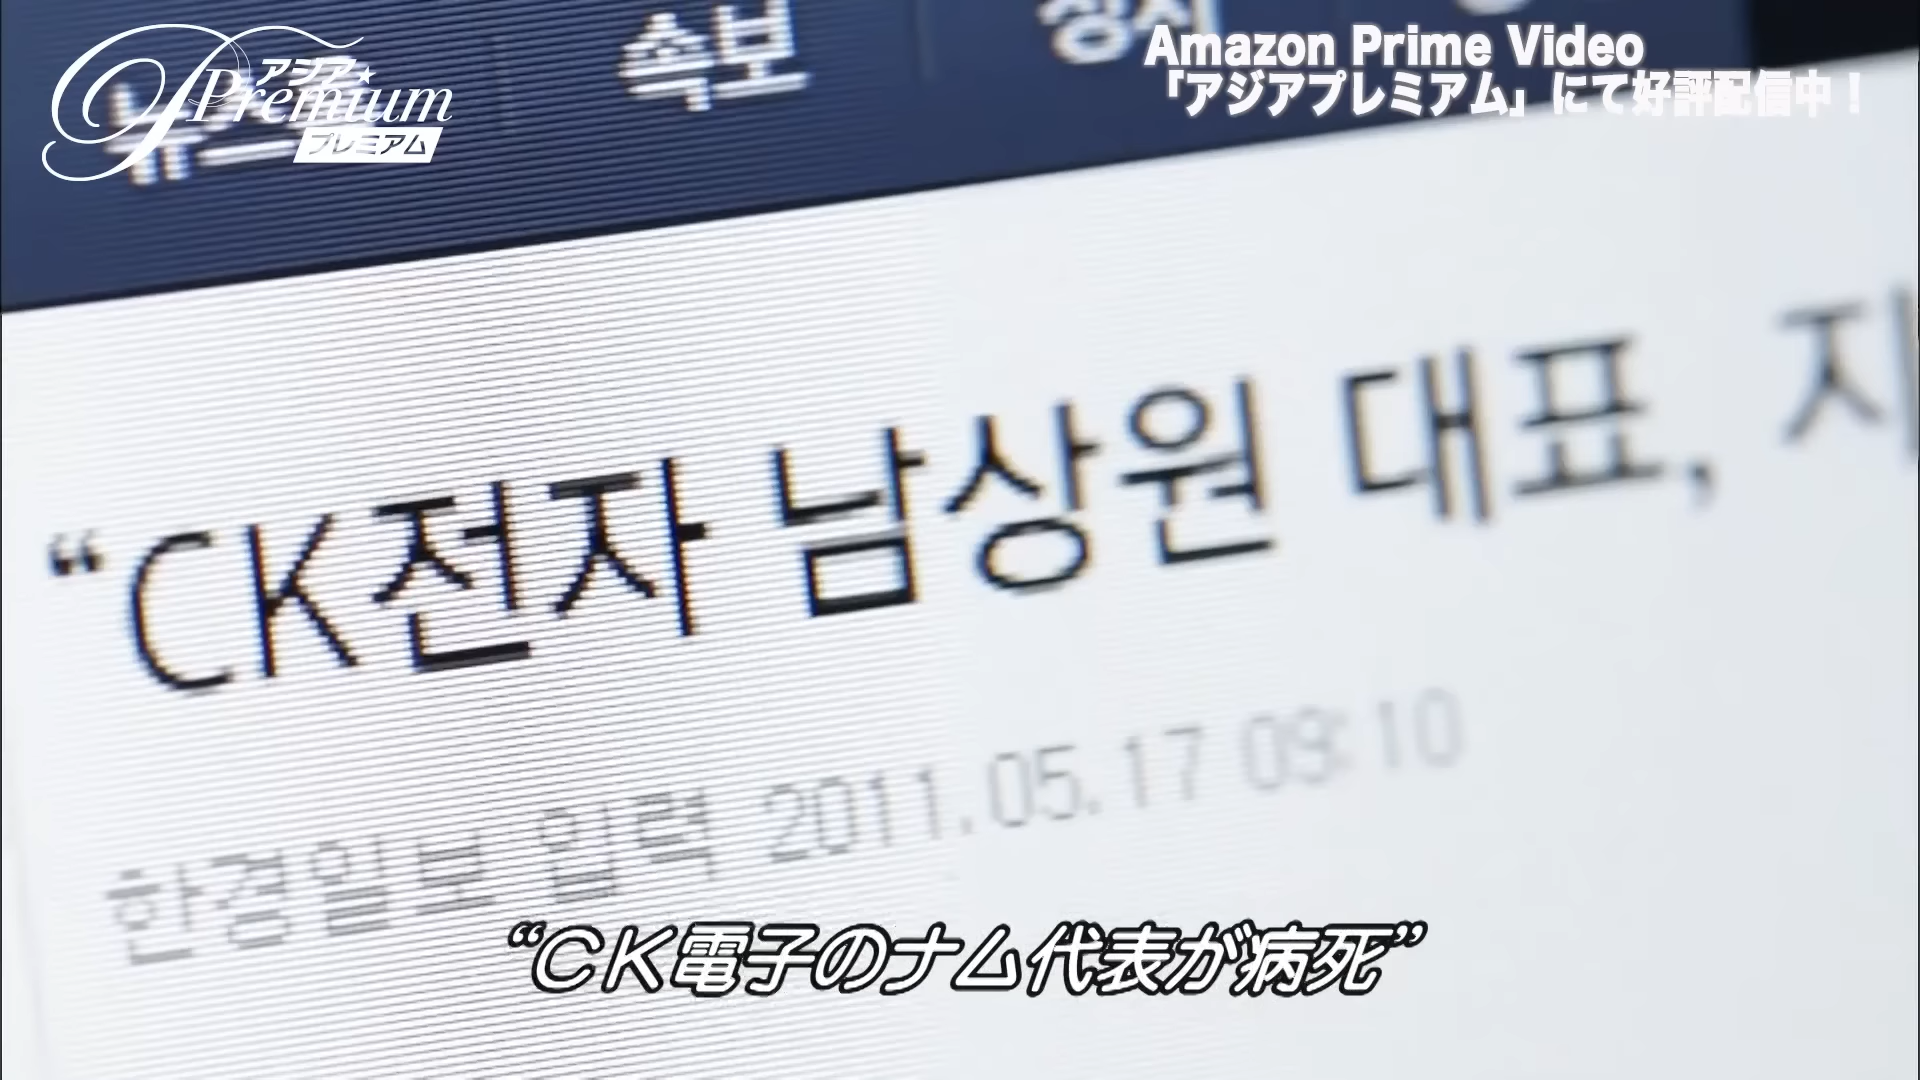 アジア★
Premium
プレミアム
Amazon Prime Video
「アジアプレミアム」にて好評配信中！
뉴스 속보
“CK전자 남상원 대표, 지
한경일보 입력 2011.05.17 09:10
“ＣＫ電子のナム代表が病死”